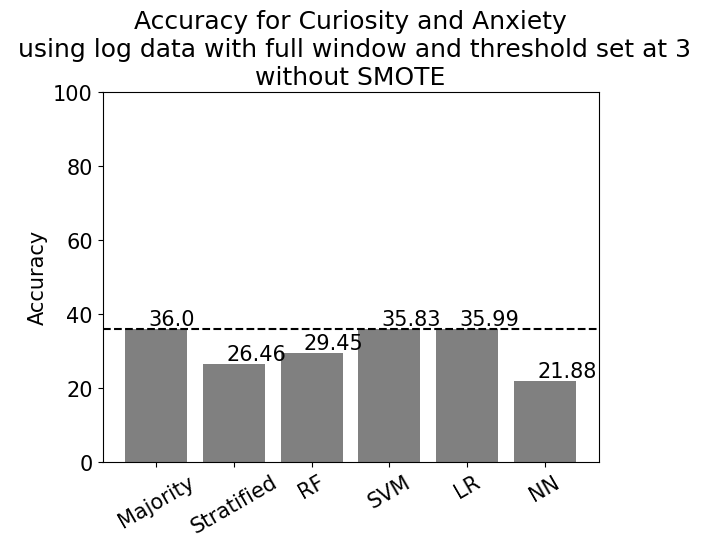 Accuracy for Curiosity and Anxiety
using log data with full window and threshold set at 3
without SMOTE
100
80
60
40
20
0
Accuracy
36.0
26.46
29.45
35.83
35.99
21.88
Majority
Stratified
RF
SVM
LR
NN